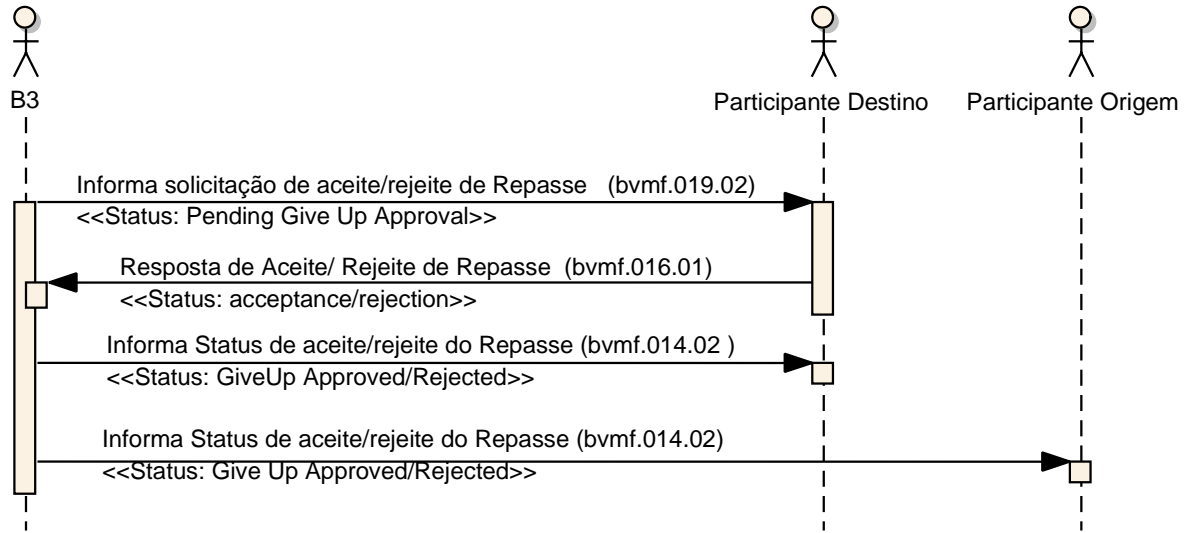 B3
Participante Destino
Participante Origem
Informa solicitação de aceite/rejeite de Repasse (bvmf.019.02)
<<Status: Pending Give Up Approval>>
Resposta de Aceite/ Rejeite de Repasse (bvmf.016.01)
<<Status: acceptance/rejection>>
Informa Status de aceite/rejeite do Repasse (bvmf.014.02 )
<<Status: GiveUp Approved/Rejected>>
Informa Status de aceite/rejeite do Repasse (bvmf.014.02)
<<Status: Give Up Approved/Rejected>>